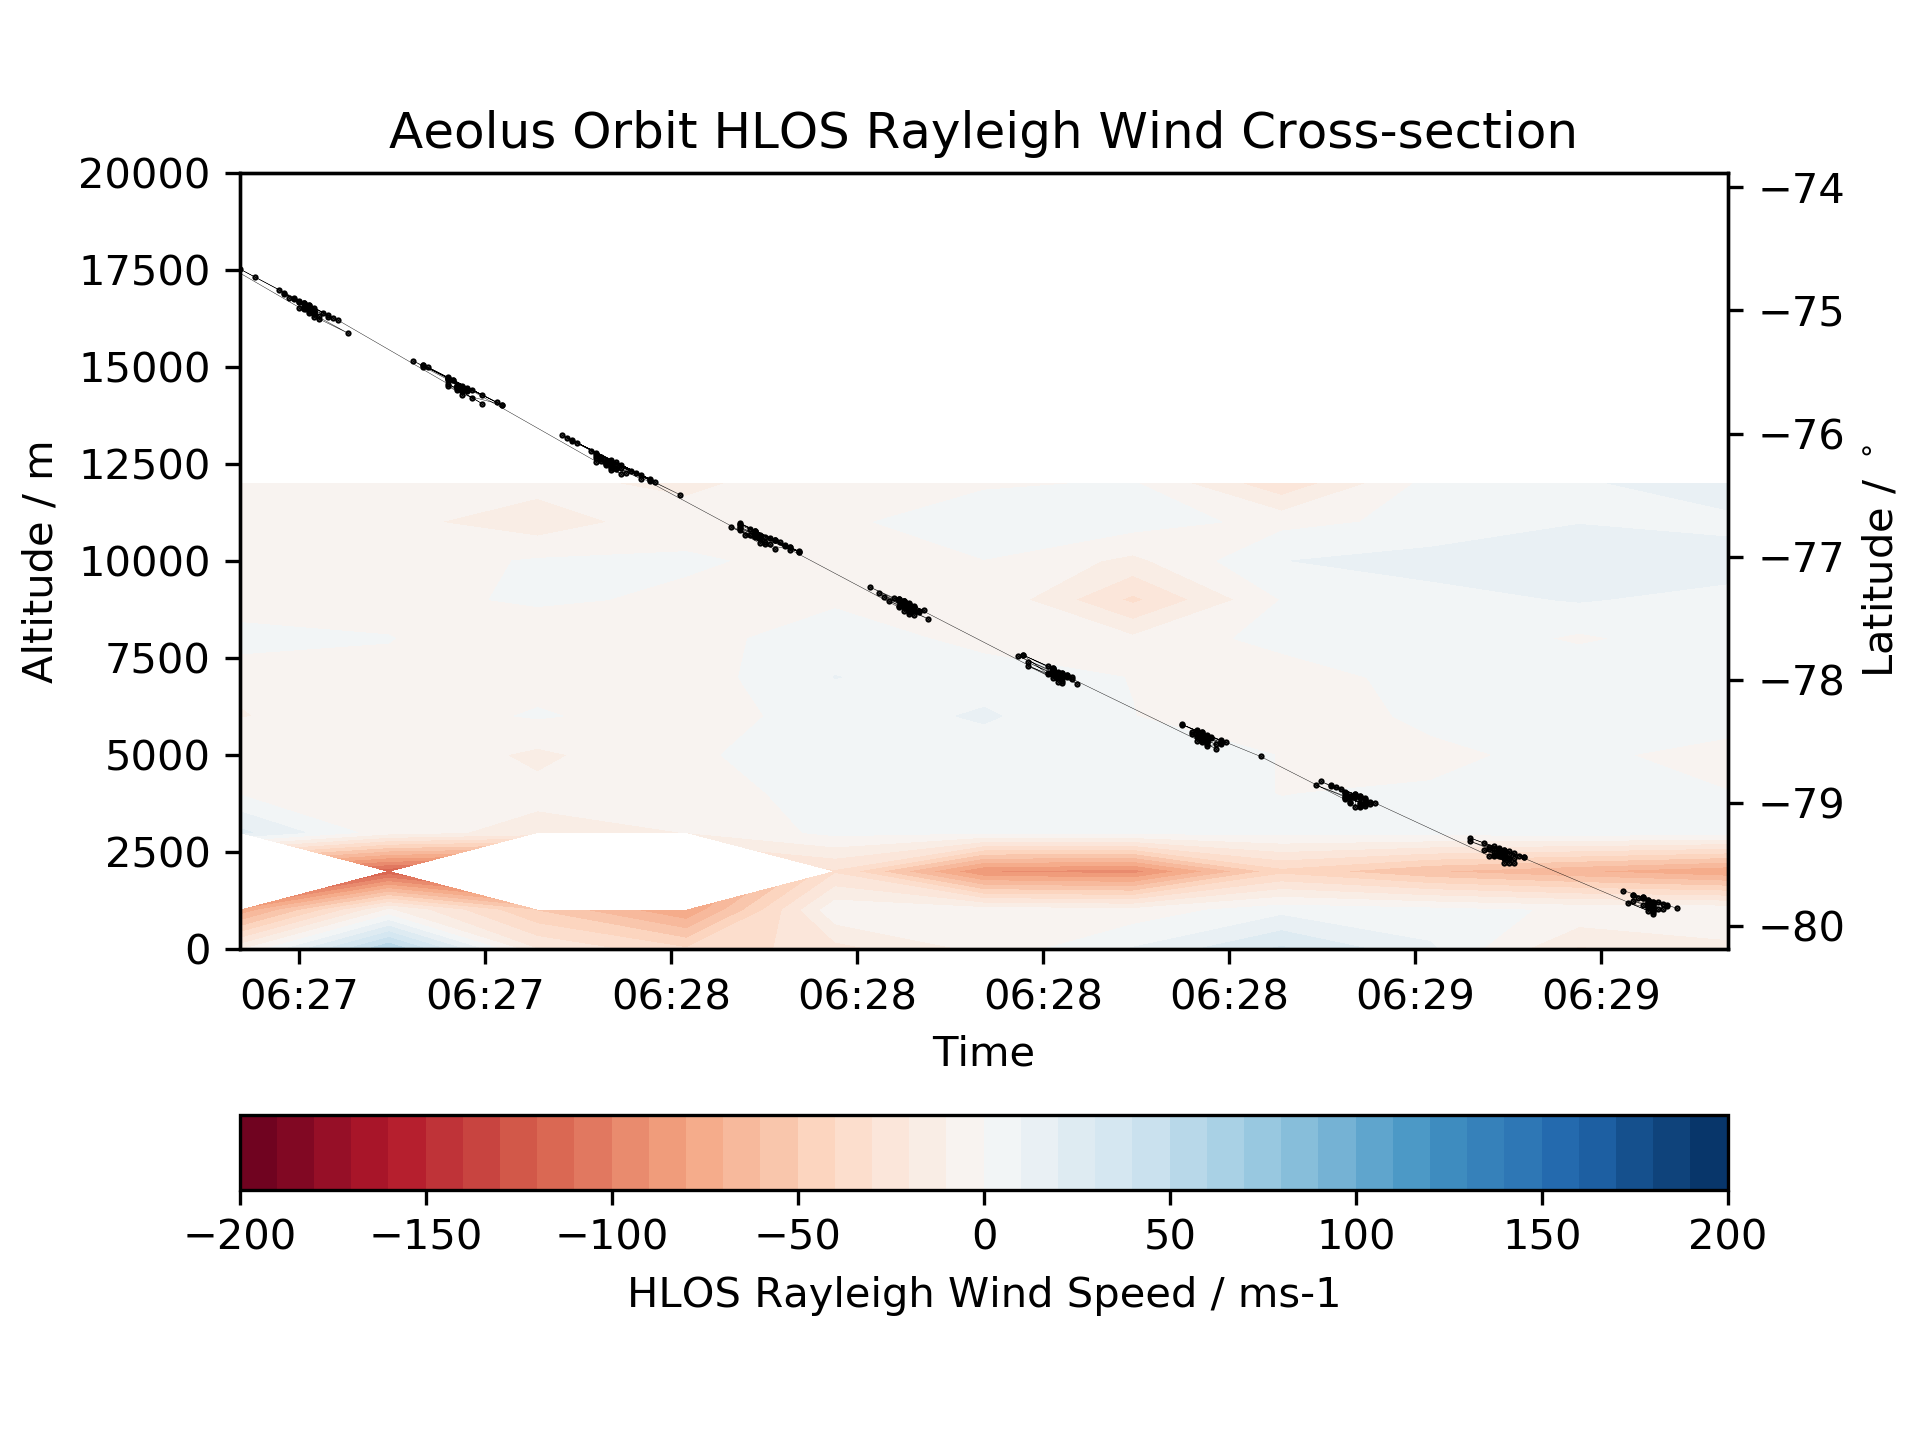 Aeolus Orbit HLOS Rayleigh Wind Cross-section
20000
17500
15000
12500
10000
7500
5000
2500
0
Altitude / m
−74
−75
−76
−77
−78
−79
−80
Latitude / °
06:27 06:27 06:28 06:28 06:28 06:28 06:29 06:29
Time
−200 −150 −100 −50 0 50 100 150 200
HLOS Rayleigh Wind Speed / ms-1